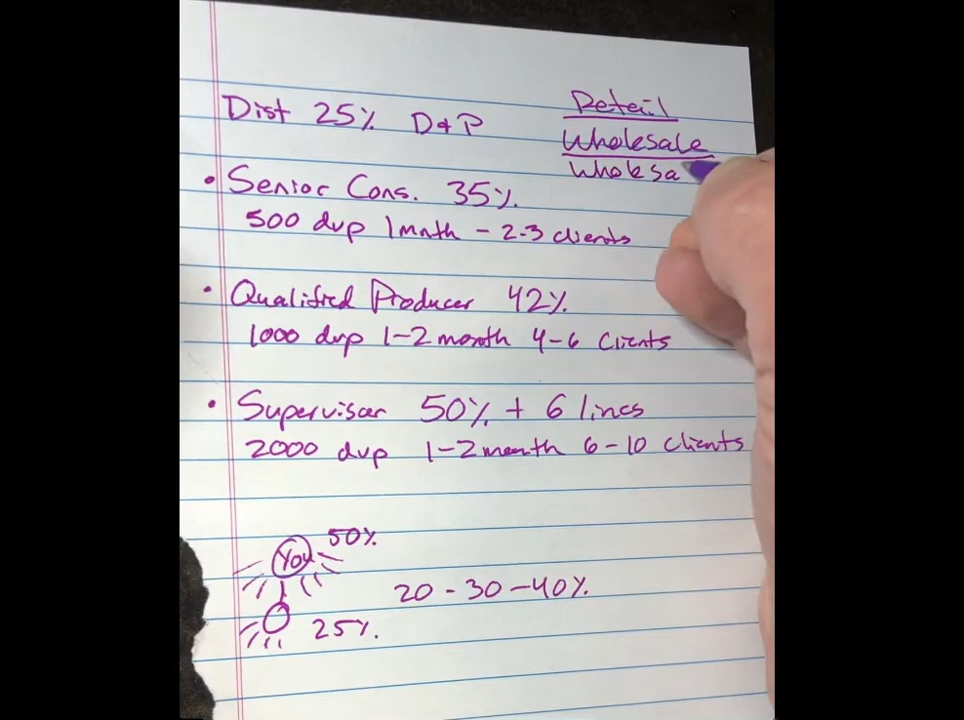 Dist 25% D+P
Retail
Wholesale
Wholesa
• Senior Cons. 35%.
500 dvp 1 mnth - 2-3 clients
• Qualified Producer 42%.
1000 dvp 1-2 month 4-6 clients
• Supervisor 50% + 6 lines
2000 dvp 1-2 month 6-10 clients
You 50%.
20 - 30 - 40%.
25%.